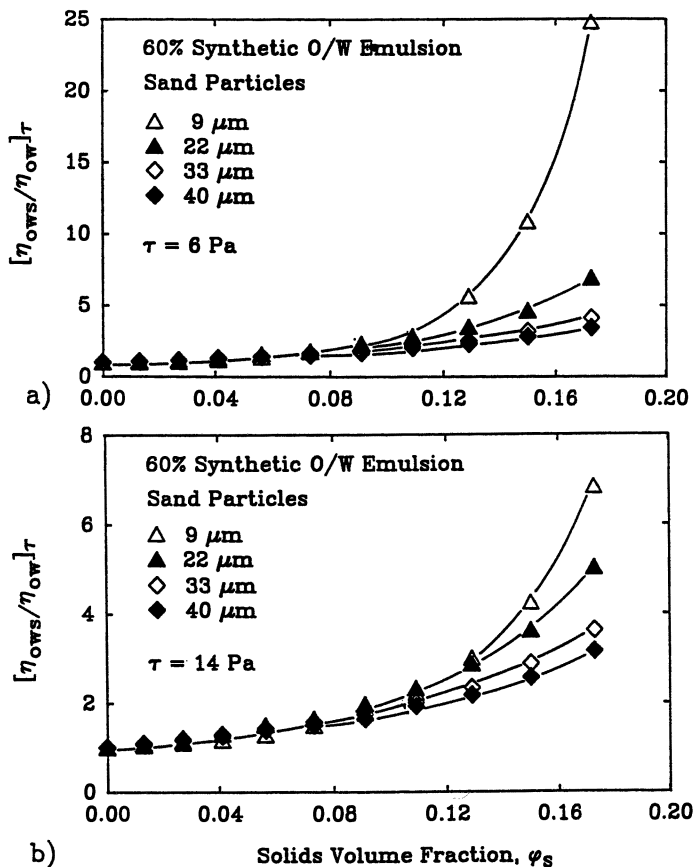 25
20
15
10
5
0
[ηows/ηow]τ
60% Synthetic O/W Emulsion
Sand Particles
9 μm
22 μm
33 μm
40 μm
τ = 6 Pa
a)
0.00 0.04 0.08 0.12 0.16 0.20
8
6
4
2
0
[ηows/ηow]τ
60% Synthetic O/W Emulsion
Sand Particles
9 μm
22 μm
33 μm
40 μm
τ = 14 Pa
0.00 0.04 0.08 0.12 0.16 0.20
b) Solids Volume Fraction, φs